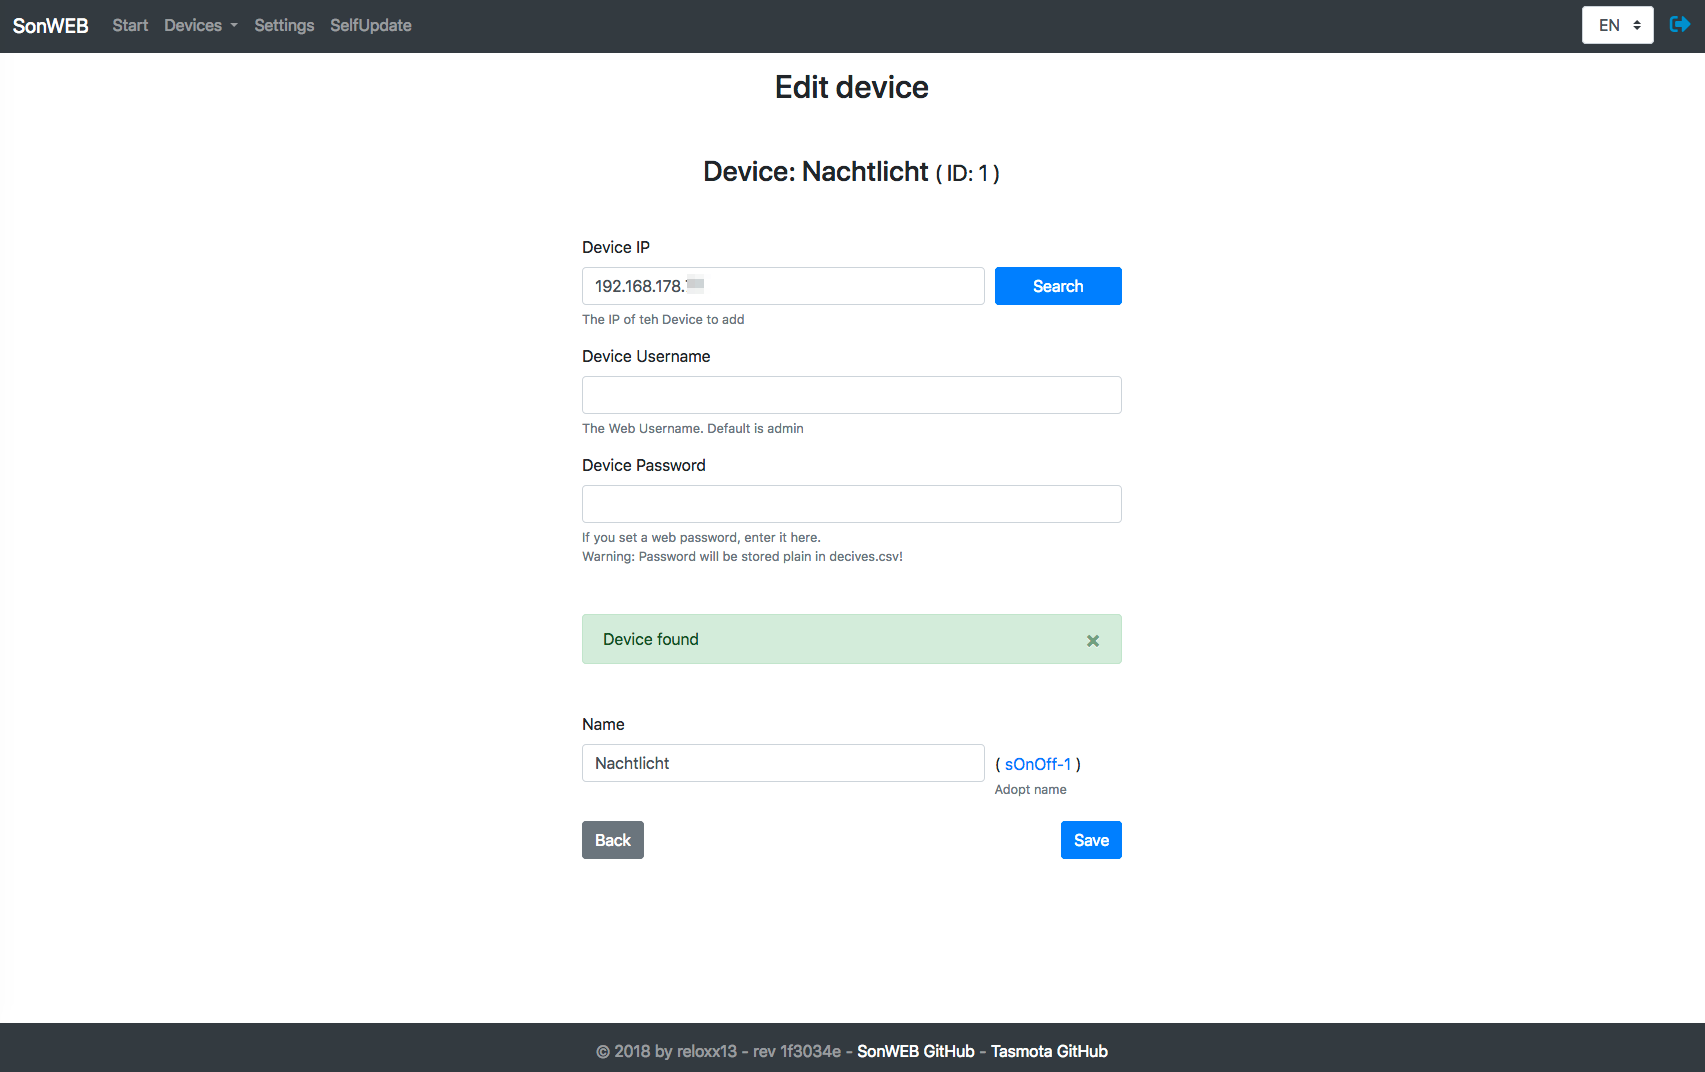 SonWEB Start Devices Settings SelfUpdate EN
Edit device
Device: Nachtlicht ( ID: 1 )
Device IP
192.168.178. Search
The IP of teh Device to add
Device Username
The Web Username. Default is admin
Device Password
If you set a web password, enter it here.
Warning: Password will be stored plain in decives.csv!
Device found ×
Name
Nachtlicht ( sOnOff-1 )
Adopt name
Back Save
© 2018 by reloxx13 - rev 1f3034e - SonWEB GitHub - Tasmota GitHub